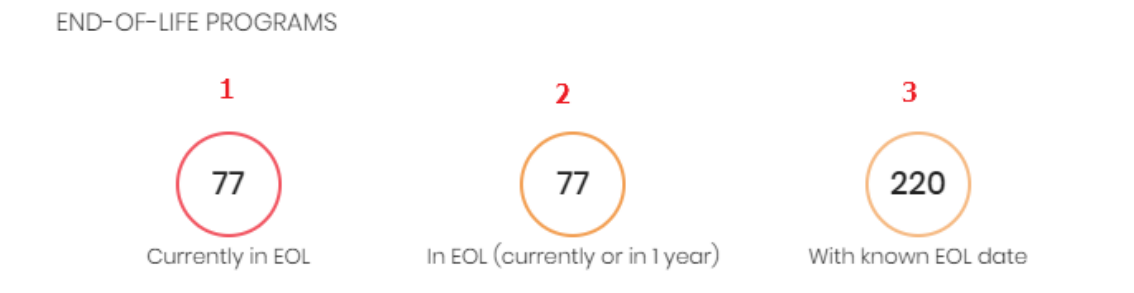 END-OF-LIFE PROGRAMS
1 2 3
77 77 220
Currently in EOL In EOL (currently or in 1 year) With known EOL date